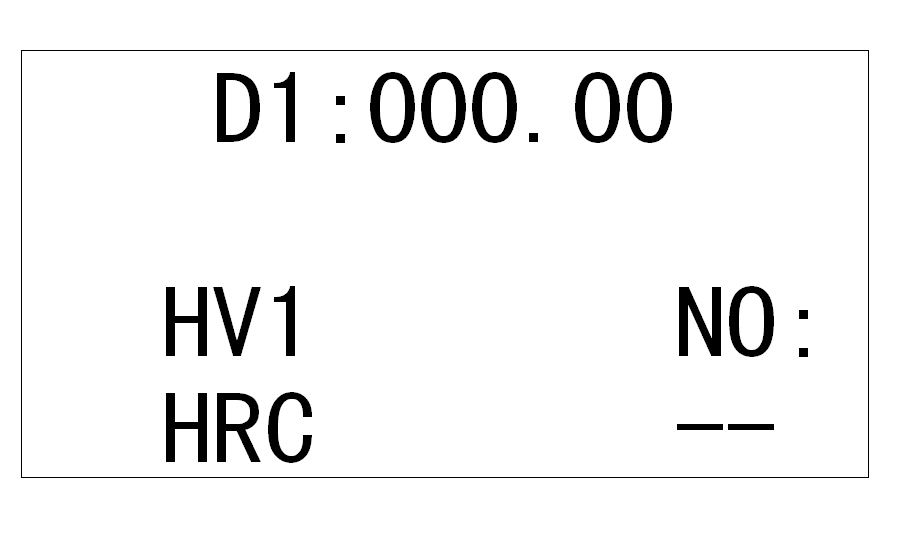 D1:000.00
HV1 NO:
HRC --